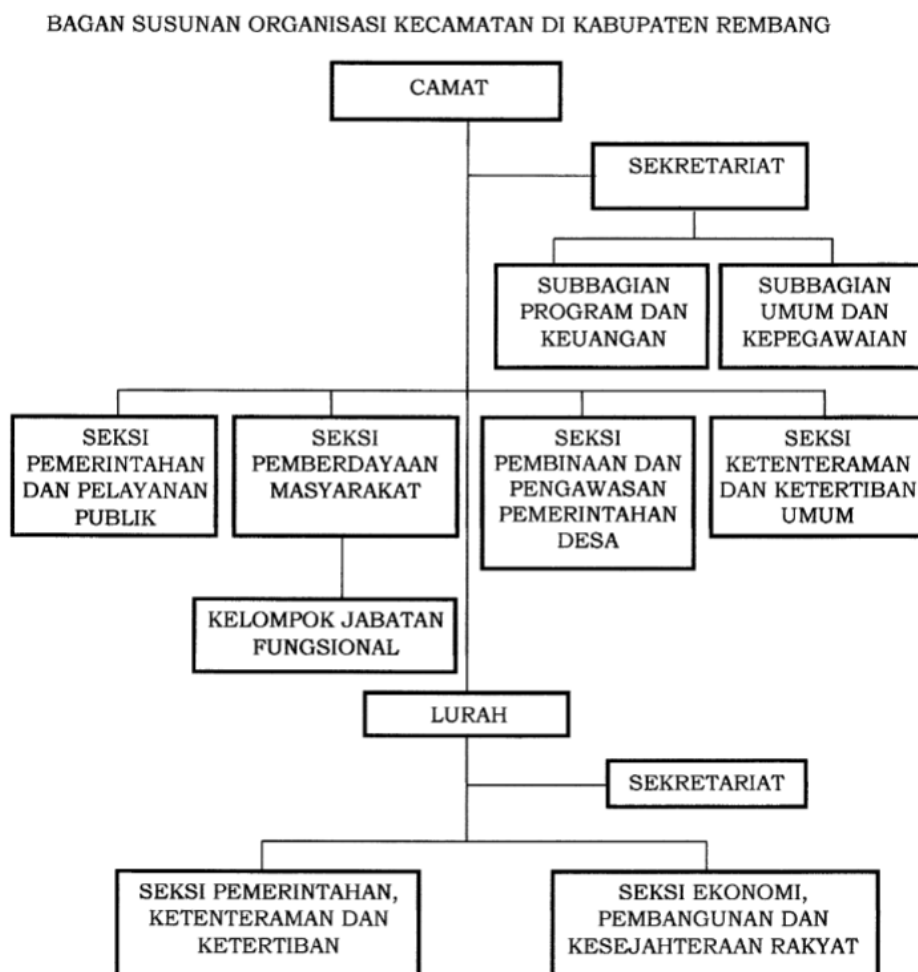 BAGAN SUSUNAN ORGANISASI KECAMATAN DI KABUPATEN REMBANG
CAMAT
SEKRETARIAT
SUBBAGIAN
PROGRAM DAN
KEUANGAN
SUBBAGIAN
UMUM DAN
KEPEGAWAIAN
SEKSI
PEMERINTAHAN
DAN PELAYANAN
PUBLIK
SEKSI
PEMBERDAYAAN
MASYARAKAT
SEKSI
PEMBINAAN DAN
PENGAWASAN
PEMERINTAHAN
DESA
SEKSI
KETENTERAMAN
DAN KETERTIBAN
UMUM
KELOMPOK JABATAN
FUNGSIONAL
LURAH
SEKRETARIAT
SEKSI PEMERINTAHAN,
KETENTERAMAN DAN
KETERTIBAN
SEKSI EKONOMI,
PEMBANGUNAN DAN
KESEJAHTERAAN RAKYAT